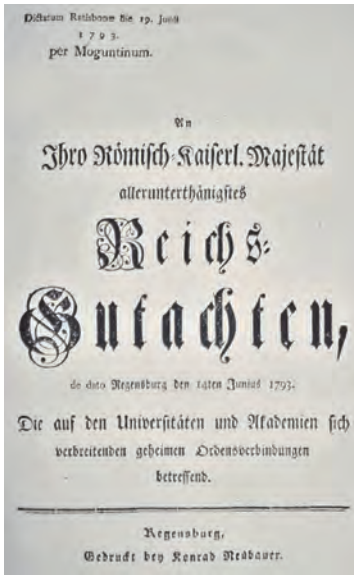 Dictatum Ratisbonae die 19. Junii
1793.
per Moguntinum.
An
Ihro Römisch-Kaiserl. Majestät
allerunterthänigstes
Reichs-
Gutachten,
de dato Regensburg den 14ten Junius 1793.
Die auf den Universitäten und Akademien sich
verbreitenden geheimen Ordensverbindungen
betreffend.
Regensburg,
Gedruckt bey Konrad Neubauer.